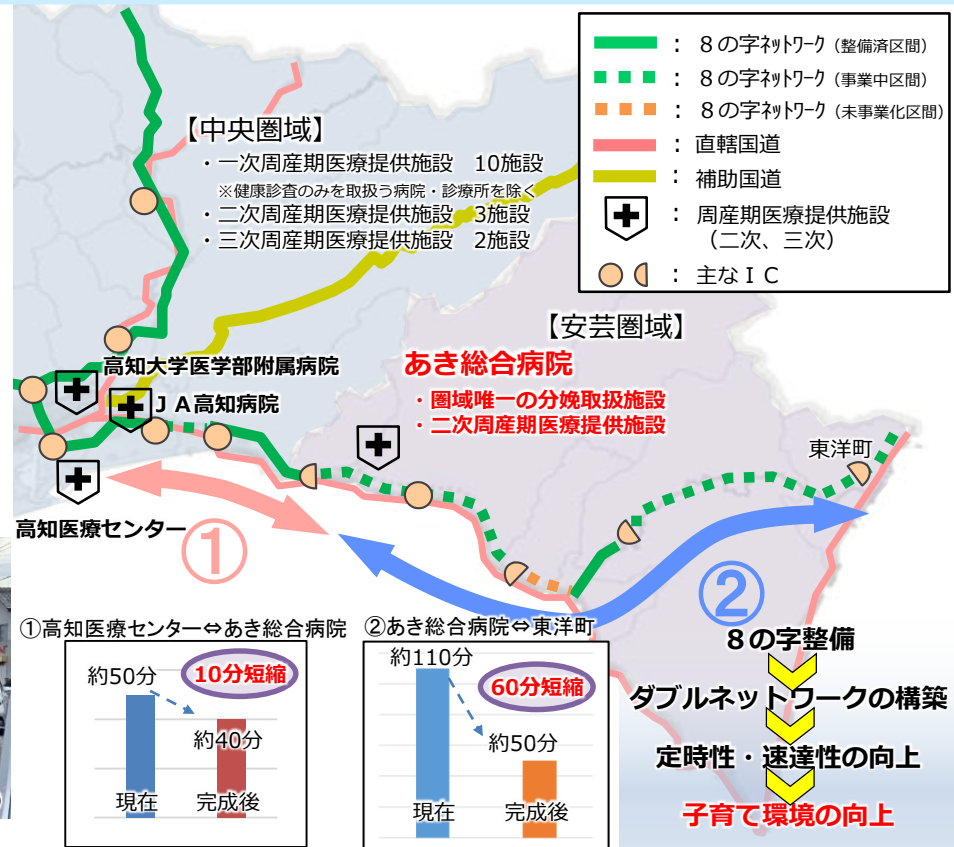 ： ８の字ﾈｯﾄﾜｰｸ（整備済区間）
： ８の字ﾈｯﾄﾜｰｸ（事業中区間）
： ８の字ﾈｯﾄﾜｰｸ（未事業化区間）
： 直轄国道
： 補助国道
： 周産期医療提供施設
（二次、三次）
： 主なＩＣ
【中央圏域】
・一次周産期医療提供施設　10施設
※健康診査のみを取扱う病院・診療所を除く
・二次周産期医療提供施設　3施設
・三次周産期医療提供施設　2施設
【安芸圏域】
あき総合病院
・圏域唯一の分娩取扱施設
・二次周産期医療提供施設
高知大学医学部附属病院
ＪＡ高知病院
東洋町
高知医療センター
①
②
①高知医療センター⇔あき総合病院
約50分
10分短縮
約40分
現在
完成後
②あき総合病院⇔東洋町
約110分
60分短縮
約50分
現在
完成後
８の字整備
ダブルネットワークの構築
定時性・速達性の向上
子育て環境の向上